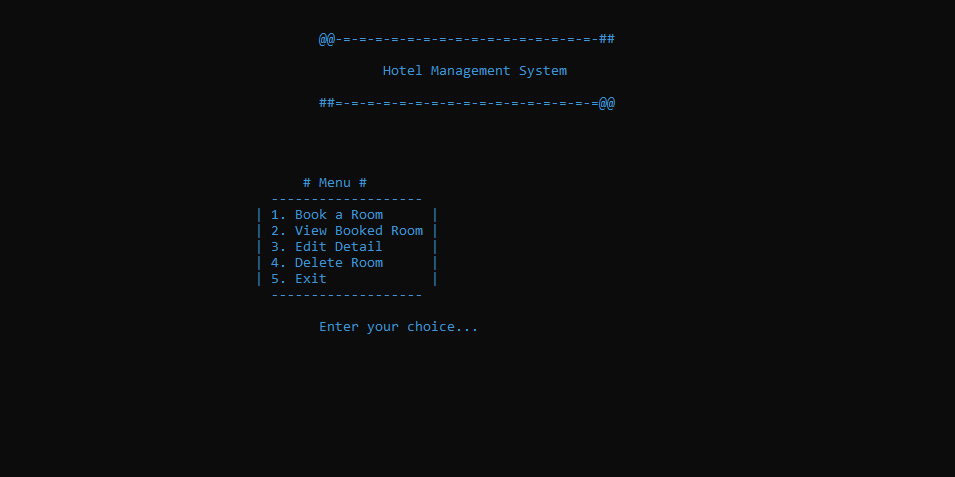 @@-=-=-=-=-=-=-=-=-=-=-=-=-=-=-=-=-##
Hotel Management System
##=-=-=-=-=-=-=-=-=-=-=-=-=-=-=-=-=@@
# Menu #
-------------------
| 1. Book a Room      |
| 2. View Booked Room |
| 3. Edit Detail      |
| 4. Delete Room      |
| 5. Exit             |
-------------------
Enter your choice...